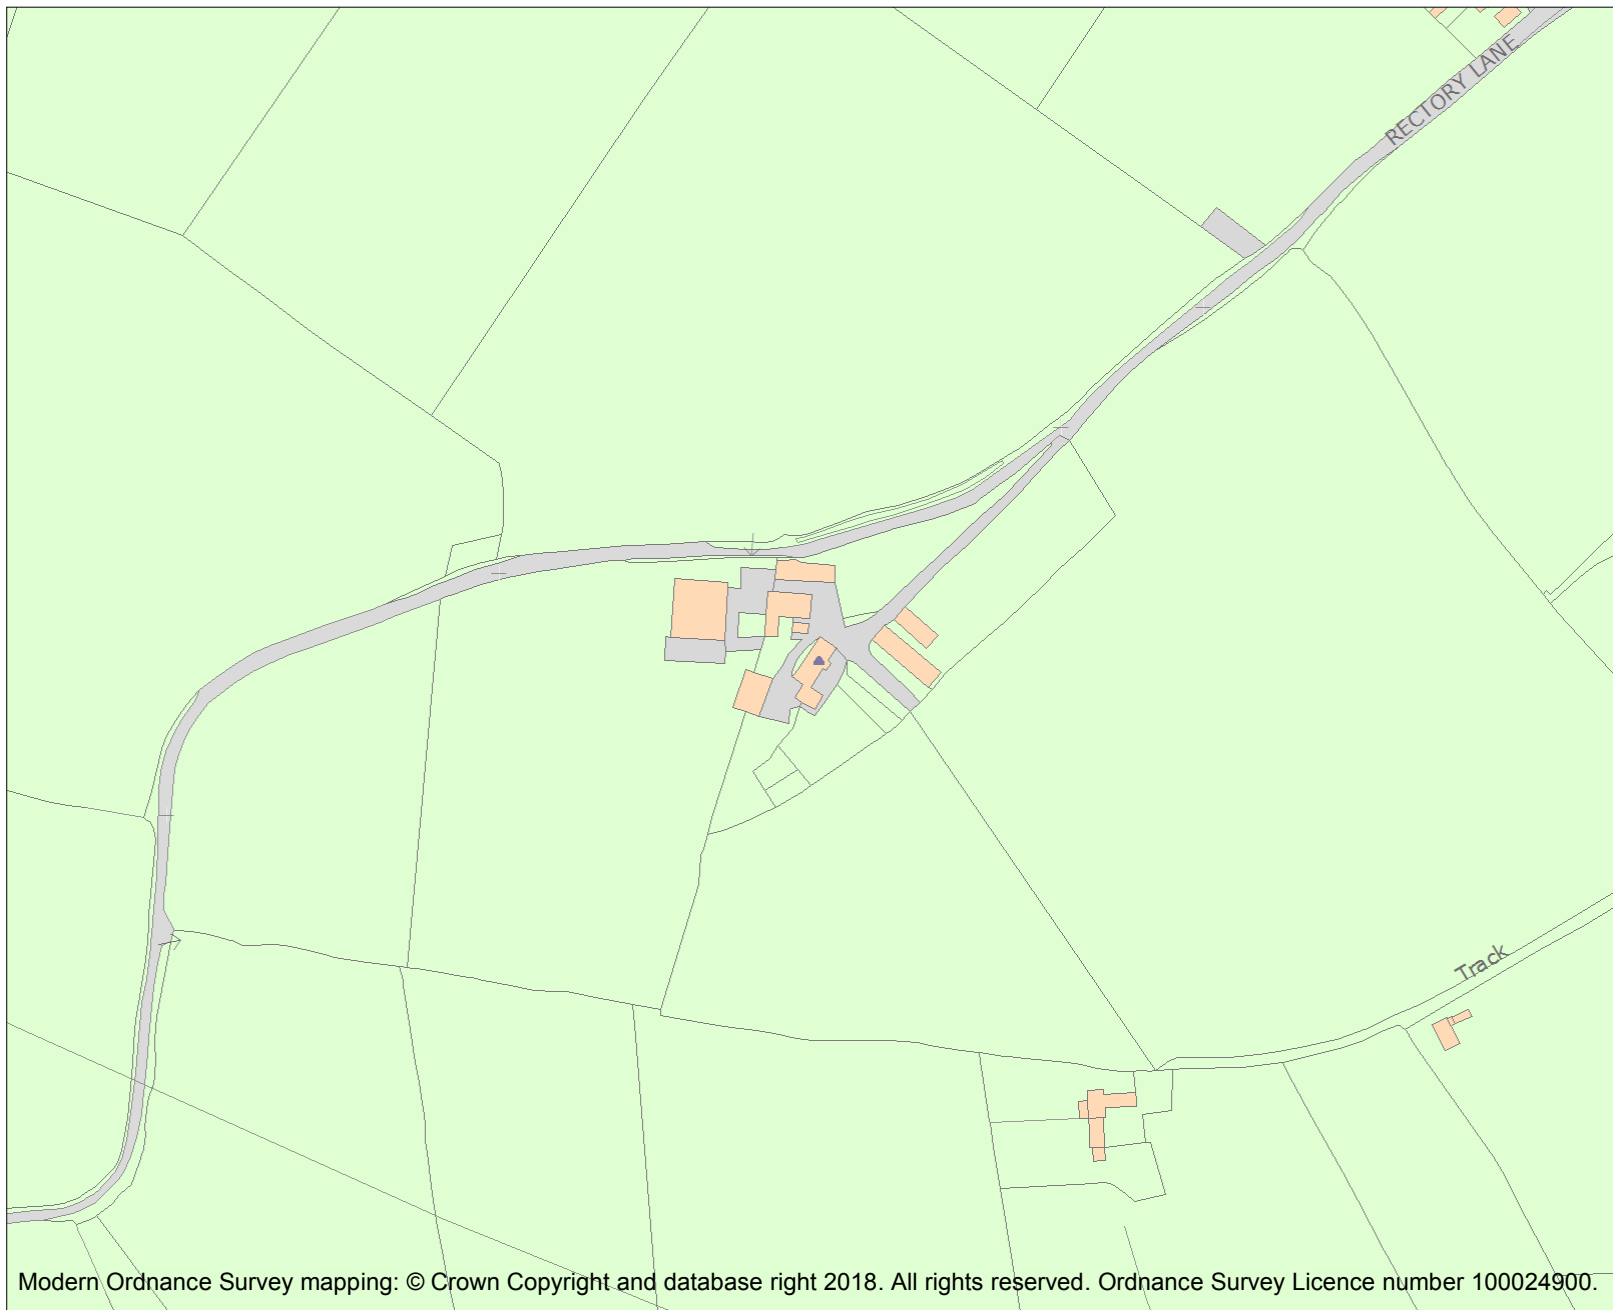 RECTORY LANE
Track
Modern Ordnance Survey mapping: © Crown Copyright and database right 2018. All rights reserved. Ordnance Survey Licence number 100024900.